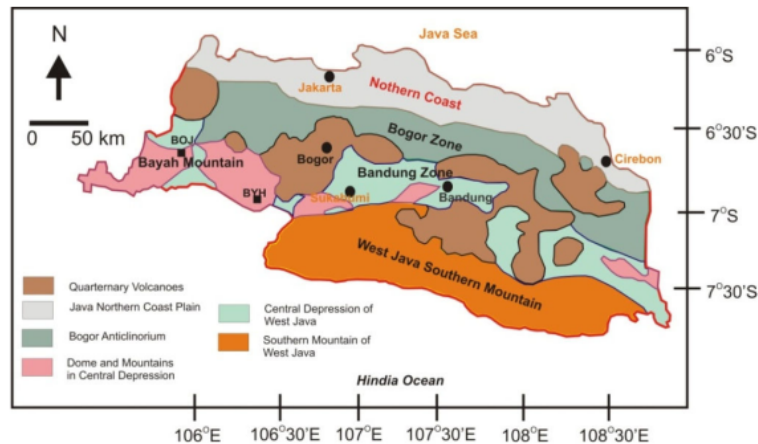 N
Java Sea
6°S
Jakarta
Nothern Coast
0 50 km
Bogor Zone
6°30'S
BOJ
Bayah Mountain
Bogor
Cirebon
Bandung Zone
BYH
Sukabumi
Bandung
7°S
West Java Southern Mountain
7°30'S
Quarternary Volcanoes
Java Northern Coast Plain
Bogor Anticlinorium
Dome and Mountains
in Central Depression
Central Depression of
West Java
Southern Mountain of
West Java
Hindia Ocean
106°E
106°30'E
107°E
107°30'E
108°E
108°30'E